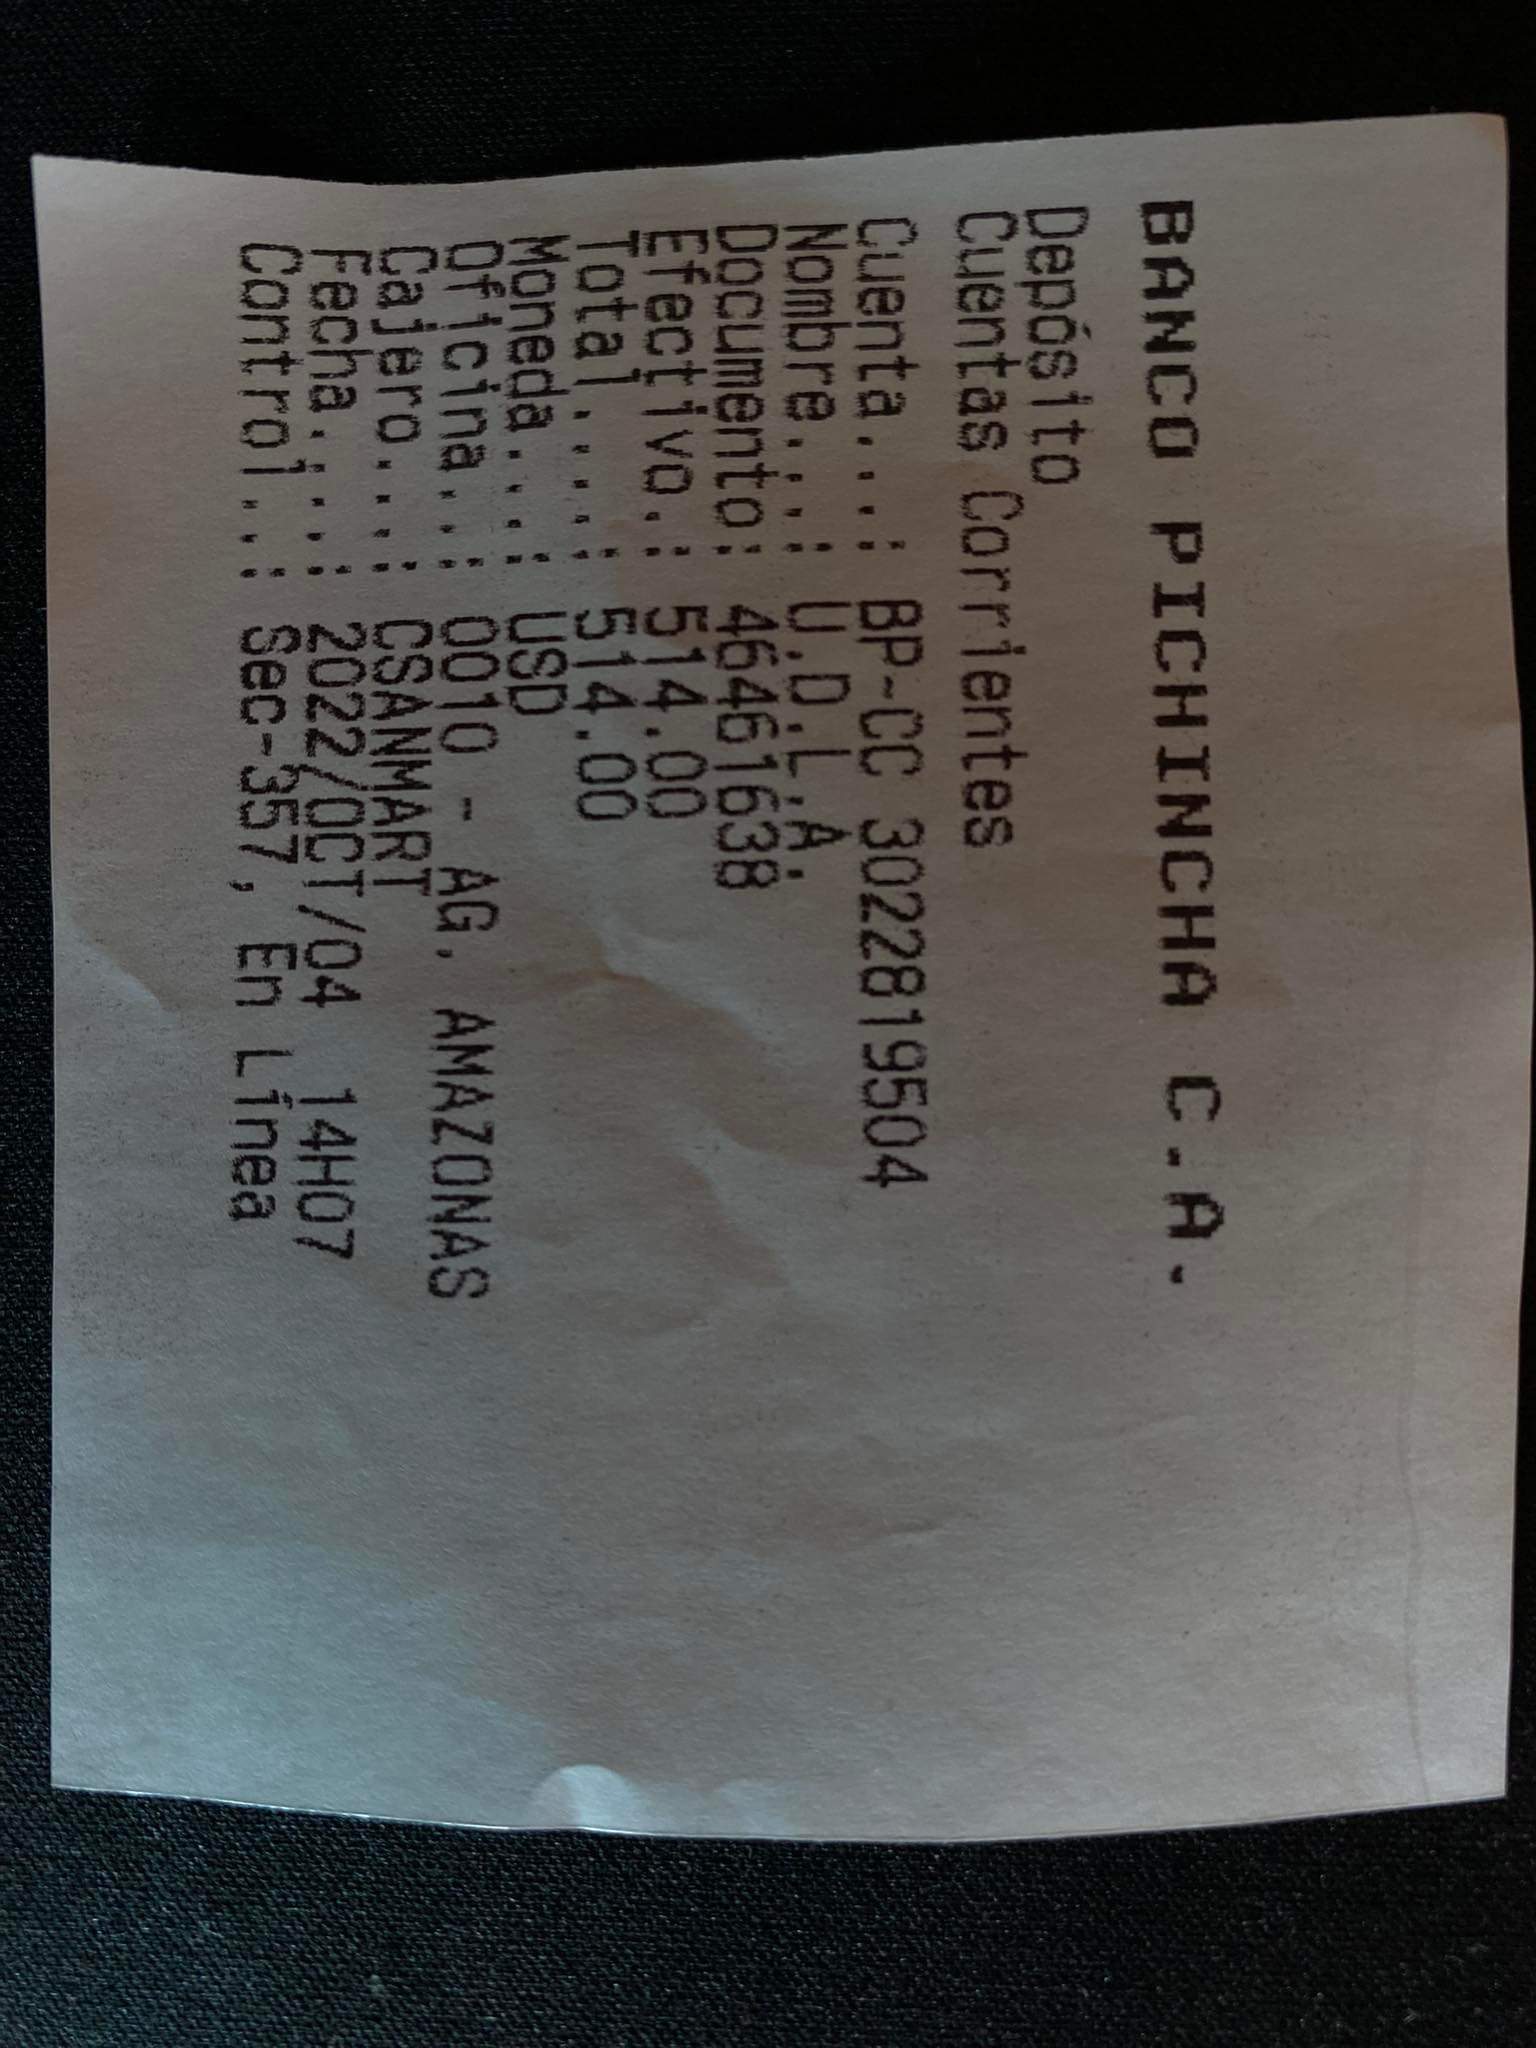 BANCO PICHINCHA C.A.
Depósito
Cuentas Corrientes
Cuenta....: BP-CC 3022819504
Nombre....: U.D.L.A.
Documento: 46461638
Efectivo.: 514.00
Total....: 514.00
Moneda....: USD
Oficina...: 0010 - AG. AMAZONAS
Cajero....: CSANMART
Fecha.....: 2022/OCT/04 14H07
Control..: Sec-357, En Línea